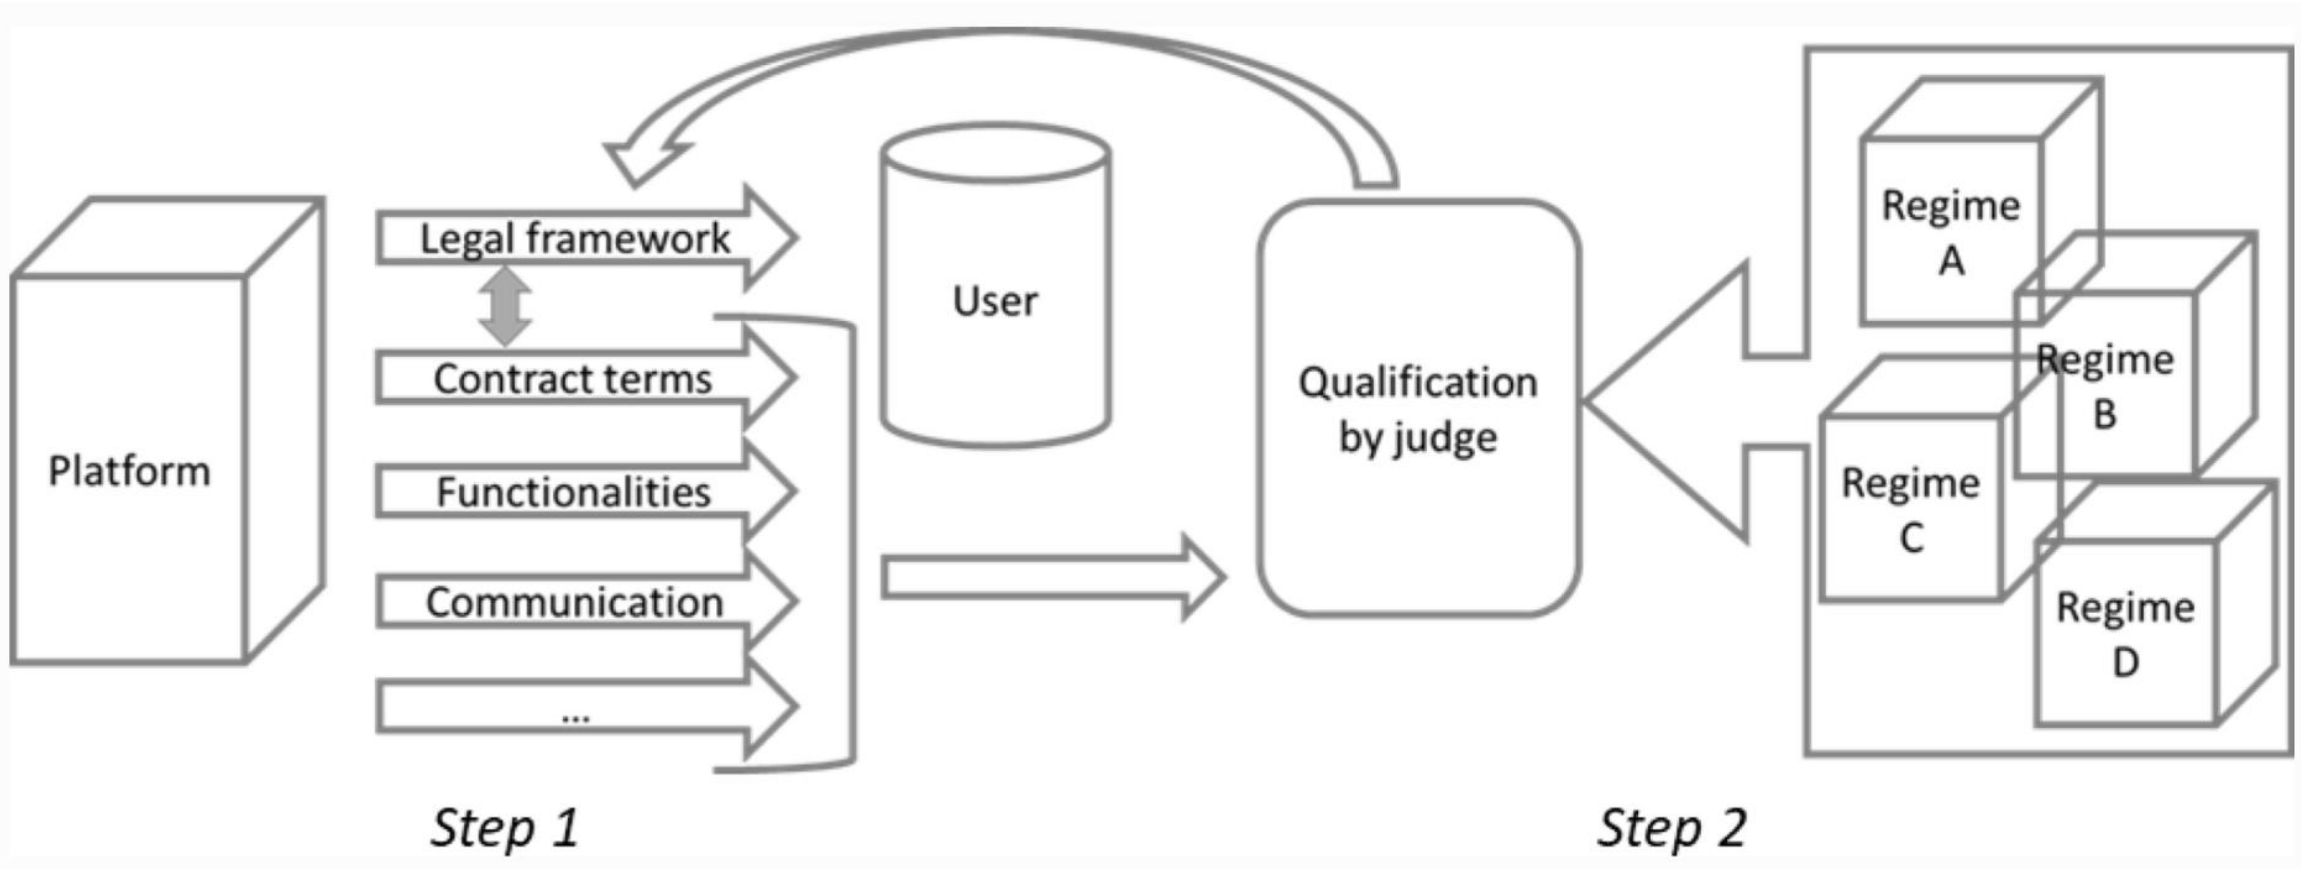 Platform
Legal framework
Contract terms
Functionalities
Communication
...
User
Qualification
by judge
Regime
A
Regime
B
Regime
C
Regime
D
Step 1
Step 2